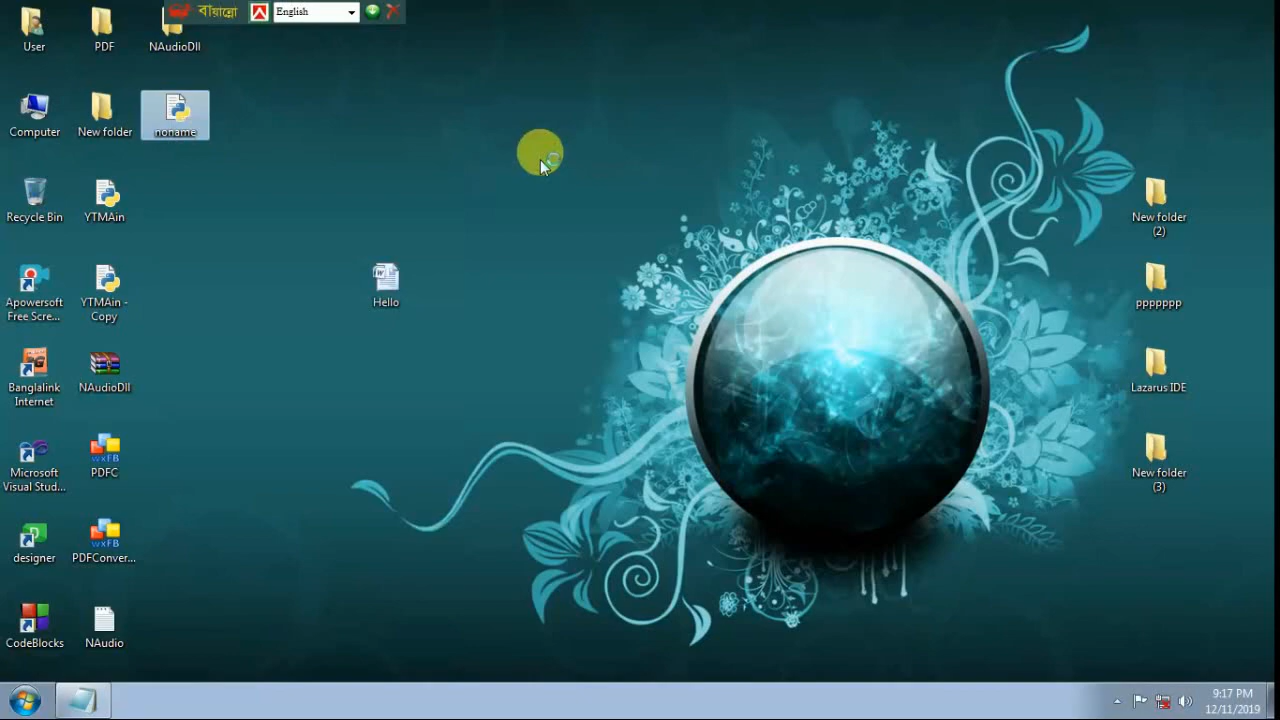 বায়ান্নো
English
User
PDF
NAudioDll
Computer
New folder
noname
Recycle Bin
YTMAin
Apowersoft
Free Scre...
YTMAin -
Copy
Banglalink
Internet
NAudioDll
Microsoft
Visual Stud...
PDFC
designer
PDFConver...
CodeBlocks
NAudio
Hello
New folder
(2)
ppppppp
Lazarus IDE
New folder
(3)
9:17 PM
12/11/2019